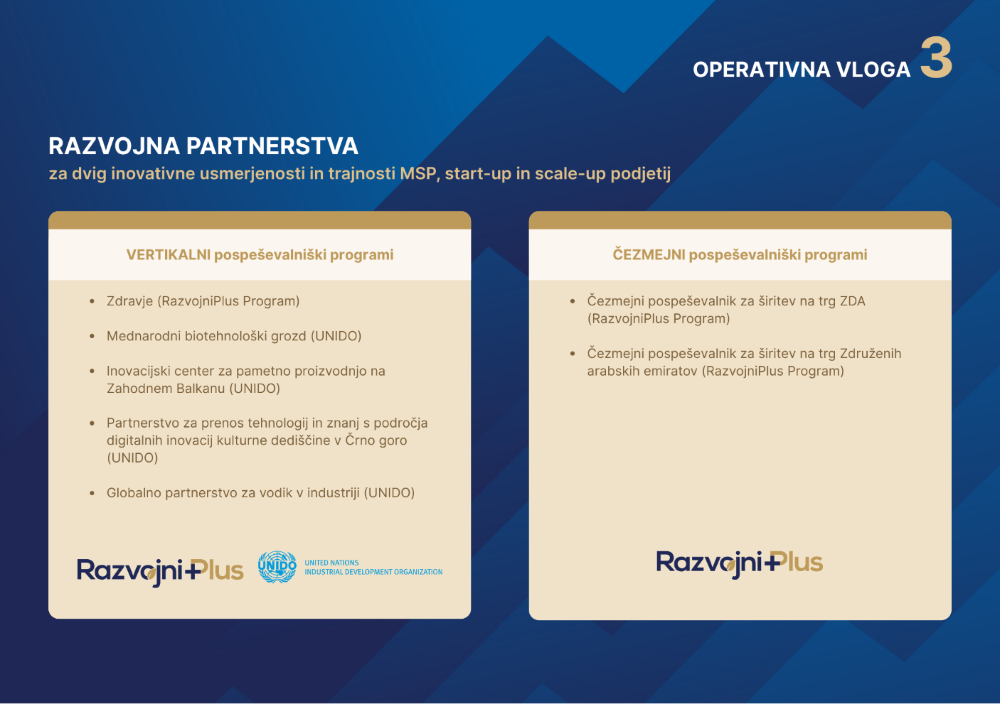 OPERATIVNA VLOGA 3
RAZVOJNA PARTNERSTVA
za dvig inovativne usmerjenosti in trajnosti MSP, start-up in scale-up podjetij
VERTIKALNI pospeševalniški programi
• Zdravje (RazvojniPlus Program)
• Mednarodni biotehnološki grozd (UNIDO)
• Inovacijski center za pametno proizvodnjo na
Zahodnem Balkanu (UNIDO)
• Partnerstvo za prenos tehnologij in znanj s področja
digitalnih inovacij kulturne dediščine v Črno goro
(UNIDO)
• Globalno partnerstvo za vodik v industriji (UNIDO)
Razvojni+Plus
UNIDO
UNITED NATIONS
INDUSTRIAL DEVELOPMENT ORGANIZATION
ČEZMEJNI pospeševalniški programi
• Čezmejni pospeševalnik za širitev na trg ZDA
(RazvojniPlus Program)
• Čezmejni pospeševalnik za širitev na trg Združenih
arabskih emiratov (RazvojniPlus Program)
Razvojni+Plus